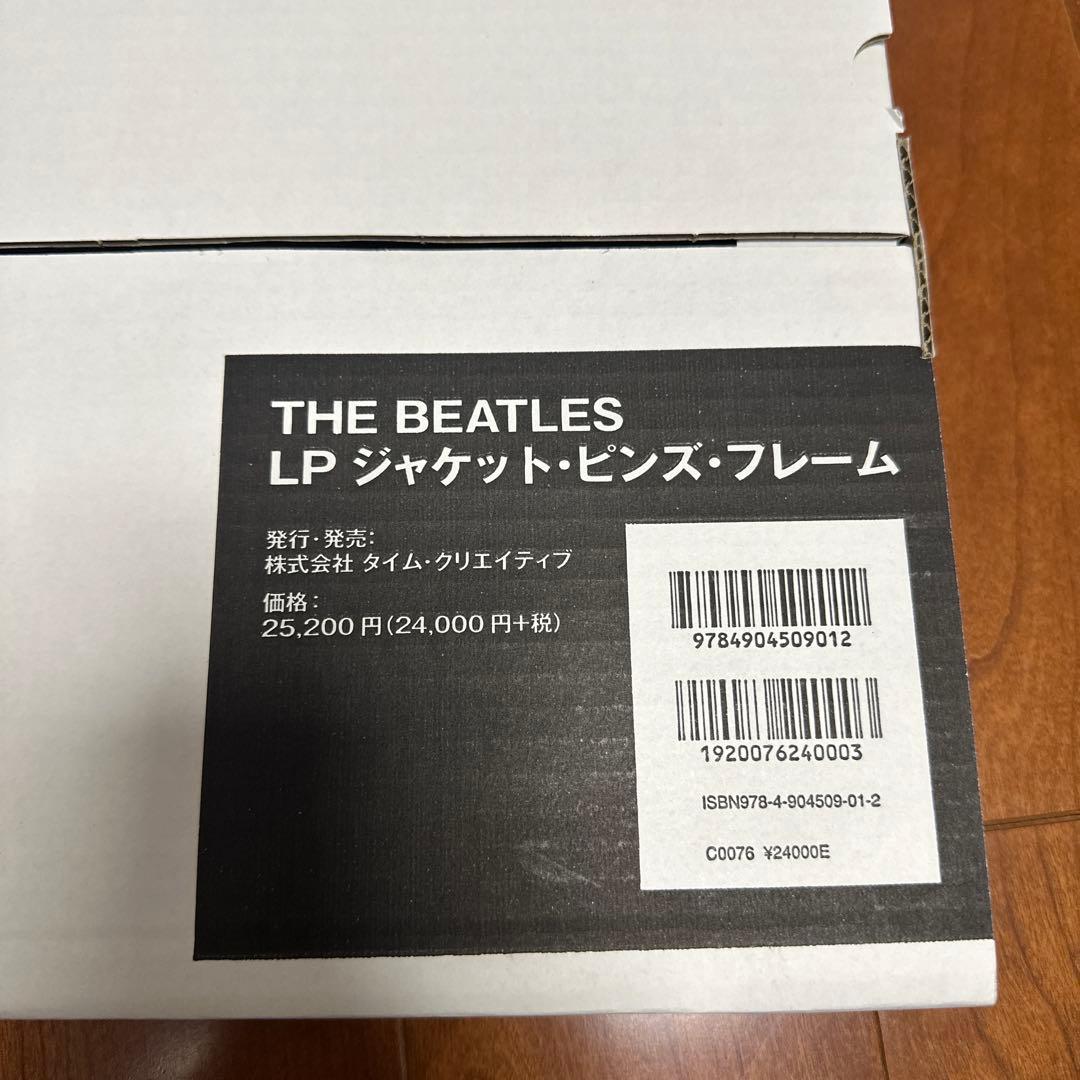 THE BEATLES
LP ジャケット・ピンズ・フレーム
発行・発売:
株式会社 タイム・クリエイティブ
価格:
25,200円(24,000円+税)
9784904509012
1920076240003
ISBN978-4-904509-01-2
C0076 ¥24000E